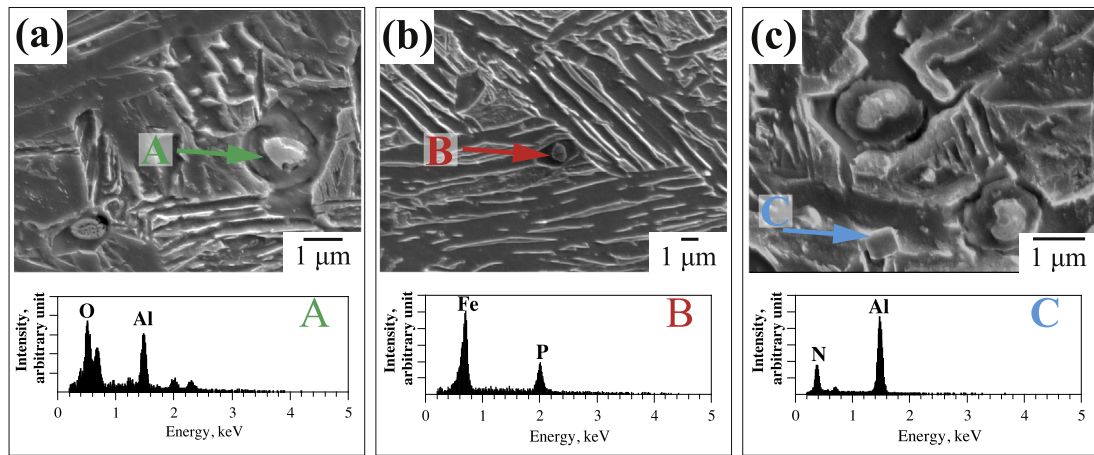 (a)
A
1 μm
(b)
B
1 μm
(c)
C
1 μm
Intensity,
arbitrary unit
O
Al
A
0 1 2 3 4 5
Energy, keV
Intensity,
arbitrary unit
Fe
P
B
0 1 2 3 4 5
Energy, keV
Intensity,
arbitrary unit
N
Al
C
0 1 2 3 4 5
Energy, keV